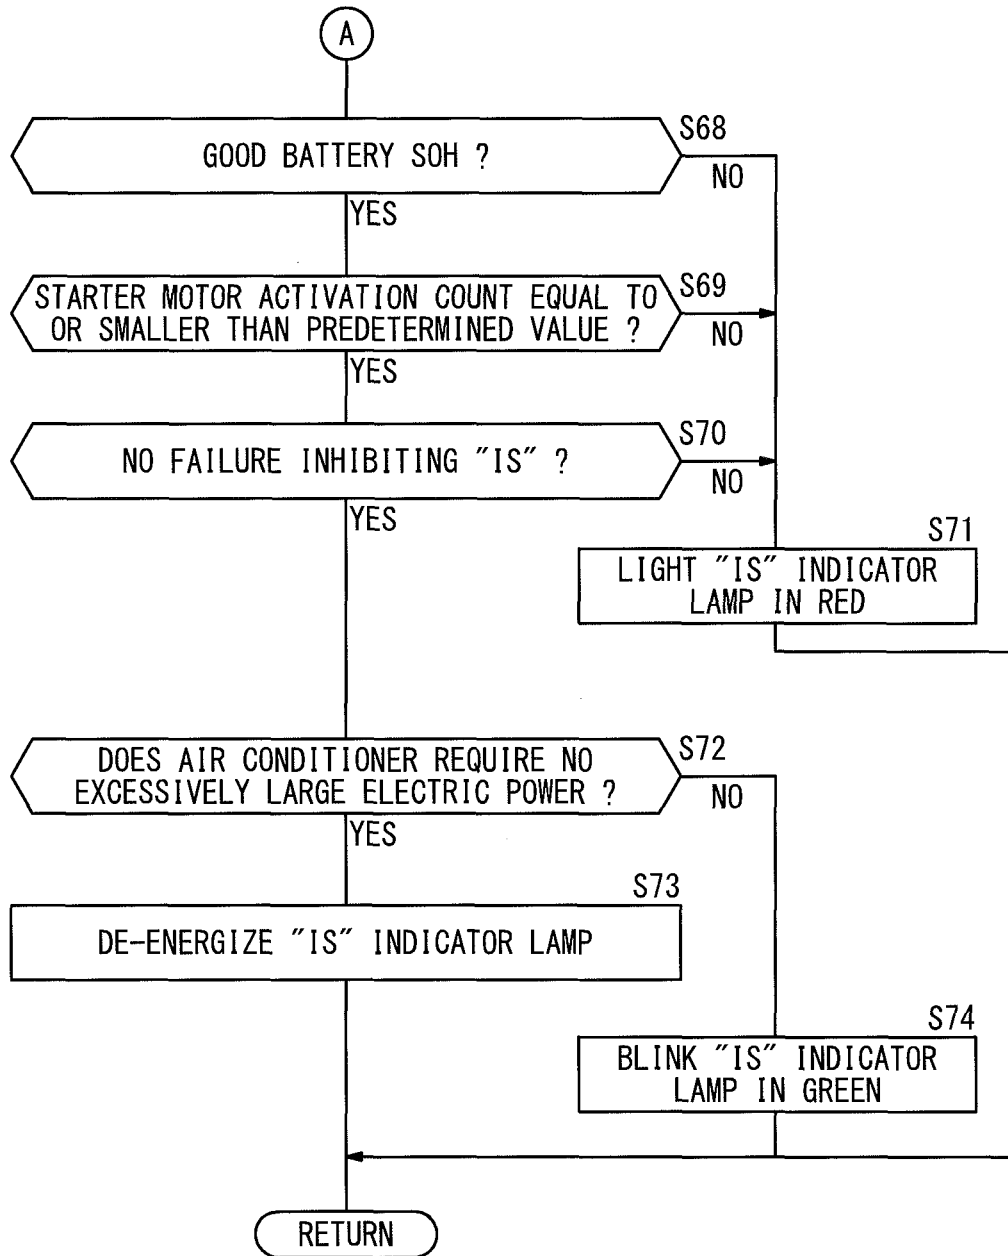 A
S68
GOOD BATTERY SOH ?
NO
YES
S69
STARTER MOTOR ACTIVATION COUNT EQUAL TO
OR SMALLER THAN PREDETERMINED VALUE ?
NO
YES
S70
NO FAILURE INHIBITING "IS" ?
NO
YES
S71
LIGHT "IS" INDICATOR
LAMP IN RED
S72
DOES AIR CONDITIONER REQUIRE NO
EXCESSIVELY LARGE ELECTRIC POWER ?
NO
YES
S73
DE-ENERGIZE "IS" INDICATOR LAMP
S74
BLINK "IS" INDICATOR
LAMP IN GREEN
RETURN